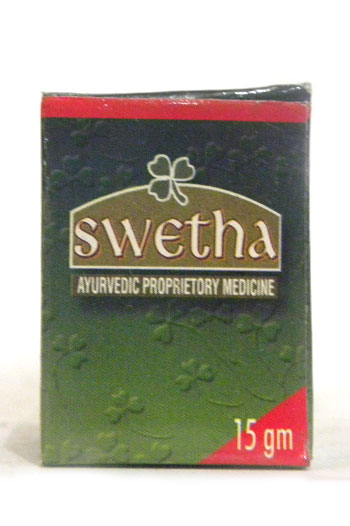 swetha
AYURVEDIC PROPRIETORY MEDICINE
15 gm